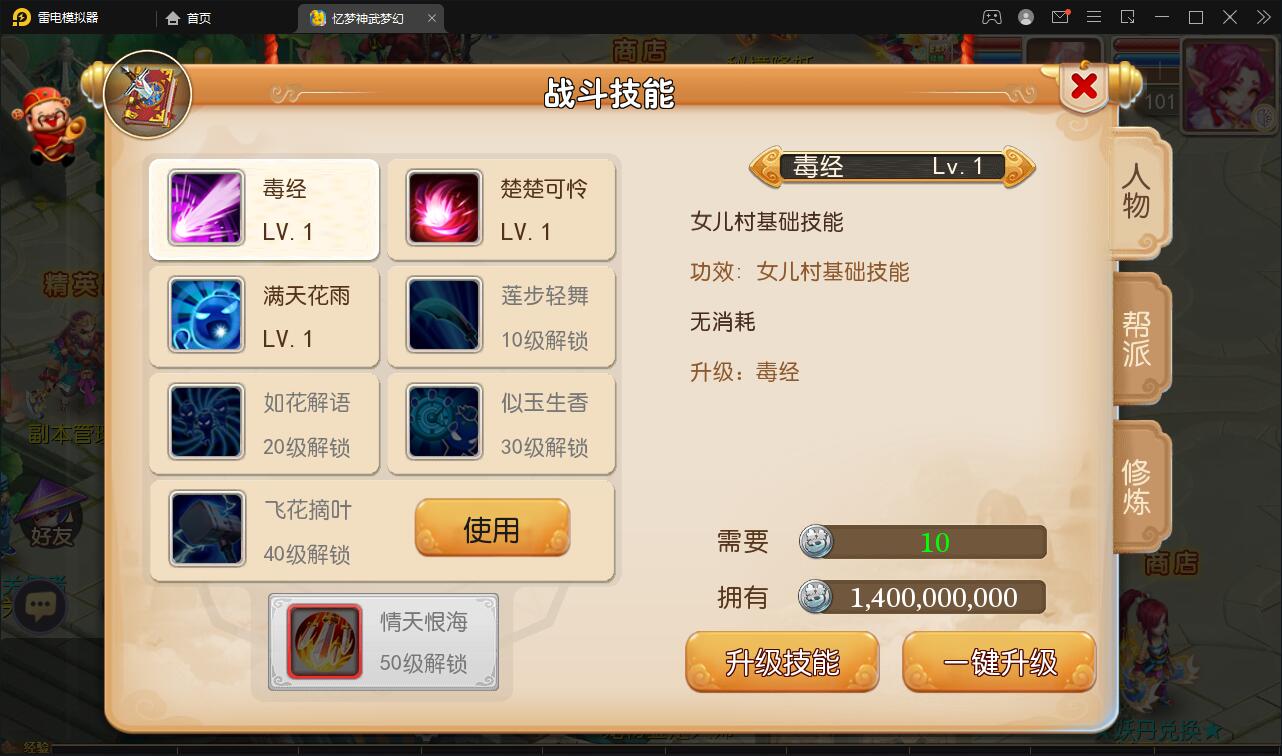 雷电模拟器
首页
忆梦神武梦幻
商店
战斗技能
101
毒经
LV.1
楚楚可怜
LV.1
满天花雨
LV.1
莲步轻舞
10级解锁
如花解语
20级解锁
似玉生香
30级解锁
飞花摘叶
40级解锁
使用
情天恨海
50级解锁
毒经 Lv.1
女儿村基础技能
功效: 女儿村基础技能
无消耗
升级: 毒经
需要 10
拥有 1,400,000,000
升级技能
一键升级
人物
帮派
修炼
精英
副本管理
好友
商店
妖丹兑换★
经验